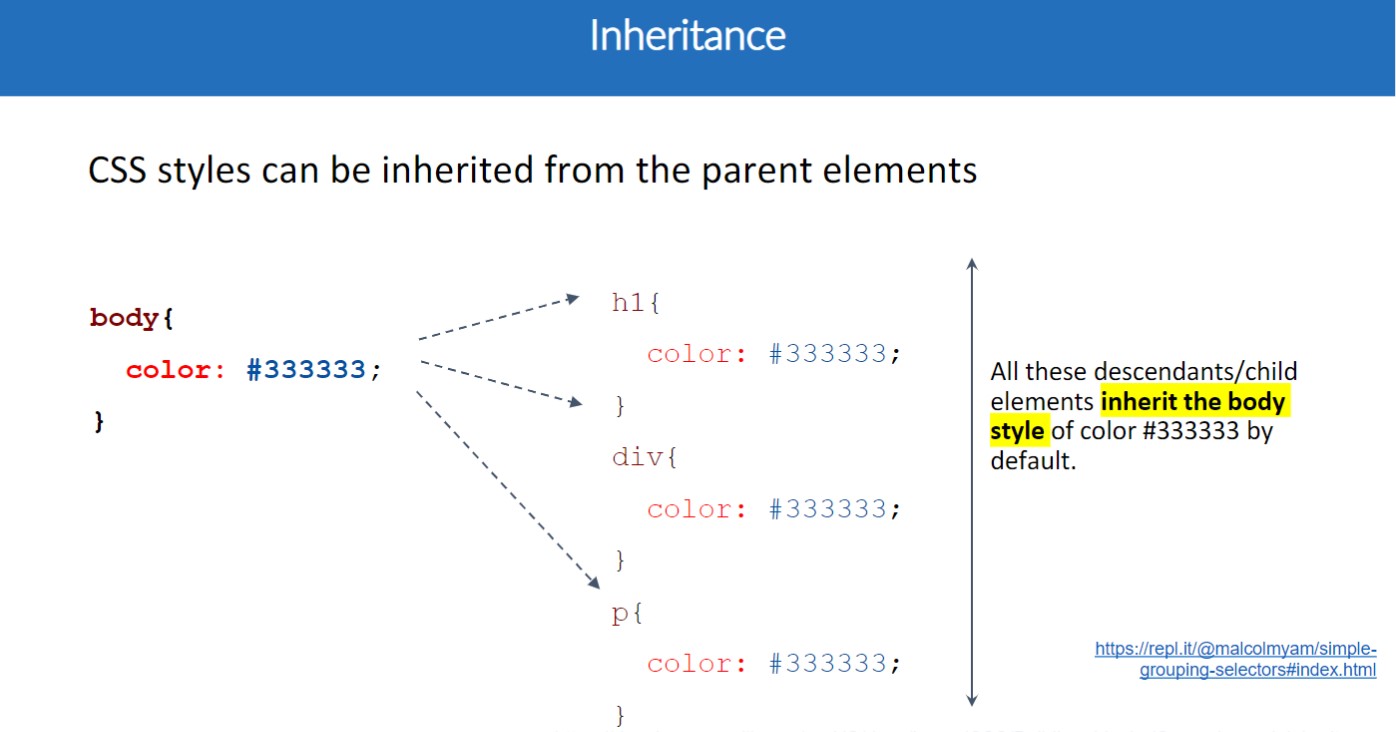 Inheritance
CSS styles can be inherited from the parent elements
body{
color: #333333;
}
h1{
color: #333333;
}
div{
color: #333333;
}
p{
color: #333333;
}
All these descendants/child
elements inherit the body
style of color #333333 by
default.
https://repl.it/@malcolmyam/simple-
grouping-selectors#index.html